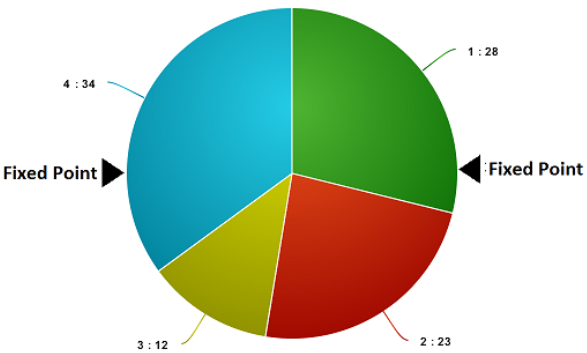 1 : 28
4 : 34
Fixed Point
Fixed Point
2 : 23
3 : 12